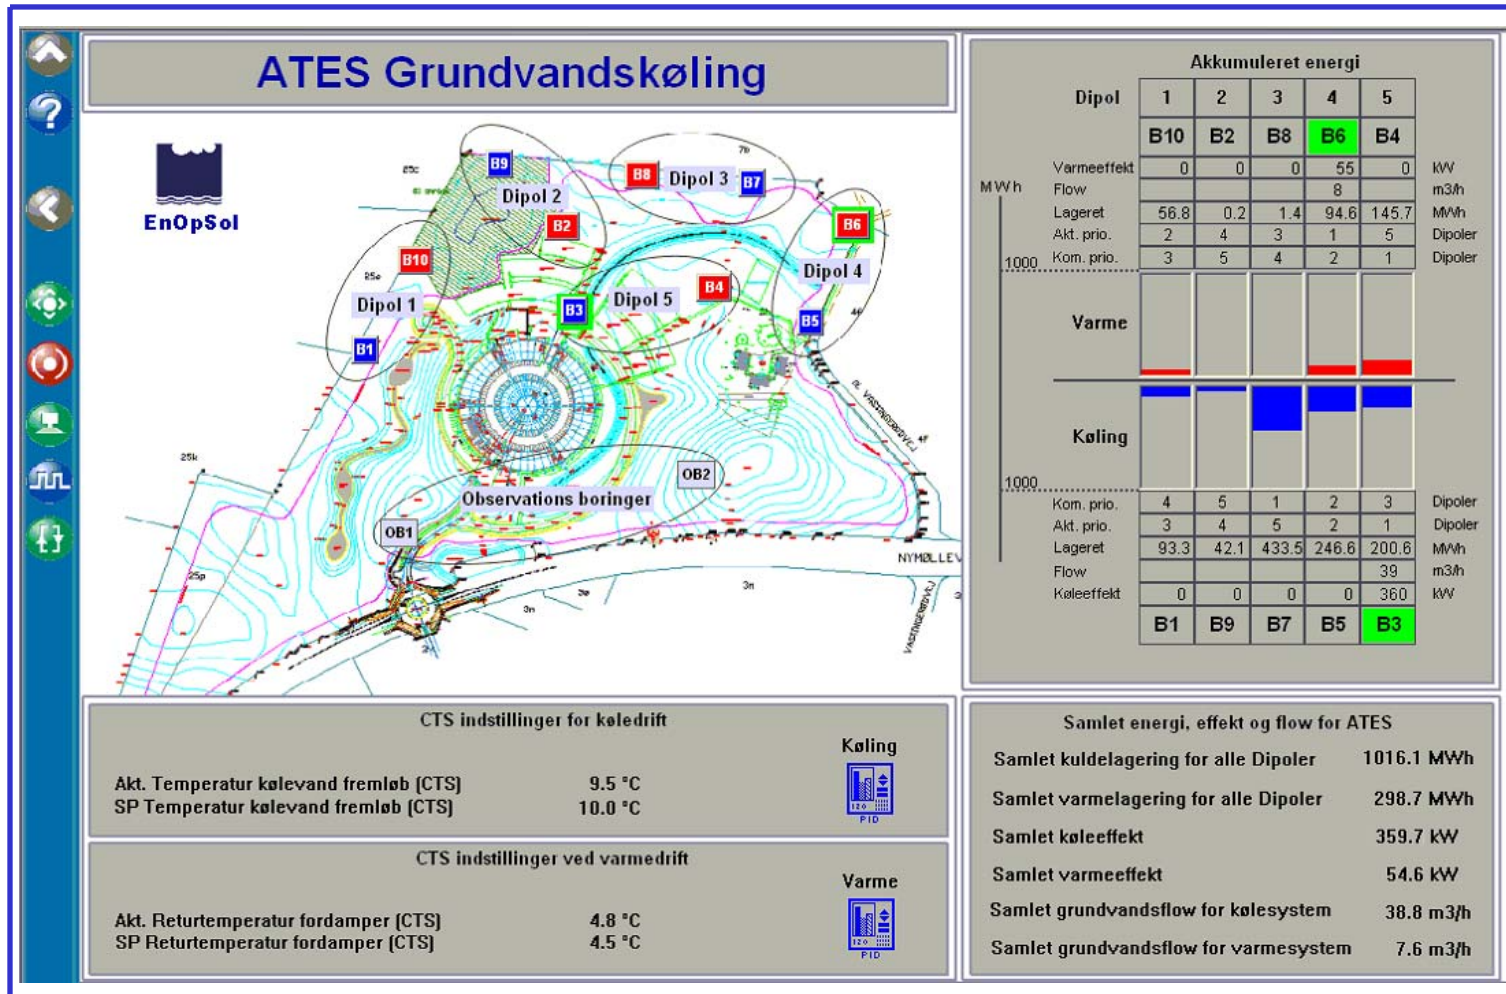 ATES Grundvandskøling
EnOpSol
25c
7n
B9
Dipol 2
B2
B8
Dipol 3
B7
B6
Dipol 4
B5
4f
B10
25e
Dipol 1
B1
B3
Dipol 5
B4
4f
25k
OB2
Observations boringer
OB1
NYMØLLEV
25p
3n
3n
3ø
Akkumuleret energi
Dipol 1 2 3 4 5
B10 B2 B8 B6 B4
Varmeeffekt 0 0 0 55 0 kW
MWh
Flow 8 m3/h
Lageret 56.8 0.2 1.4 94.6 145.7 MWh
Akt. prio. 2 4 3 1 5 Dipoler
Kom. prio. 3 5 4 2 1 Dipoler
1000
Varme
Køling
1000
Kom. prio. 4 5 1 2 3 Dipoler
Akt. prio. 3 4 5 2 1 Dipoler
Lageret 93.3 42.1 433.5 246.6 200.6 MWh
Flow 39 m3/h
Køleeffekt 0 0 0 0 360 kW
B1 B9 B7 B5 B3
CTS indstillinger for køledrift
Køling
Akt. Temperatur kølevand fremløb (CTS) 9.5 °C
SP Temperatur kølevand fremløb (CTS) 10.0 °C
PID
CTS indstillinger ved varmedrift
Varme
Akt. Returtemperatur fordamper (CTS) 4.8 °C
SP Returtemperatur fordamper (CTS) 4.5 °C
PID
Samlet energi, effekt og flow for ATES
Samlet kuldelagering for alle Dipoler 1016.1 MWh
Samlet varmelagering for alle Dipoler 298.7 MWh
Samlet køleeffekt 359.7 kW
Samlet varmeeffekt 54.6 kW
Samlet grundvandsflow for kølesystem 38.8 m3/h
Samlet grundvandsflow for varmesystem 7.6 m3/h